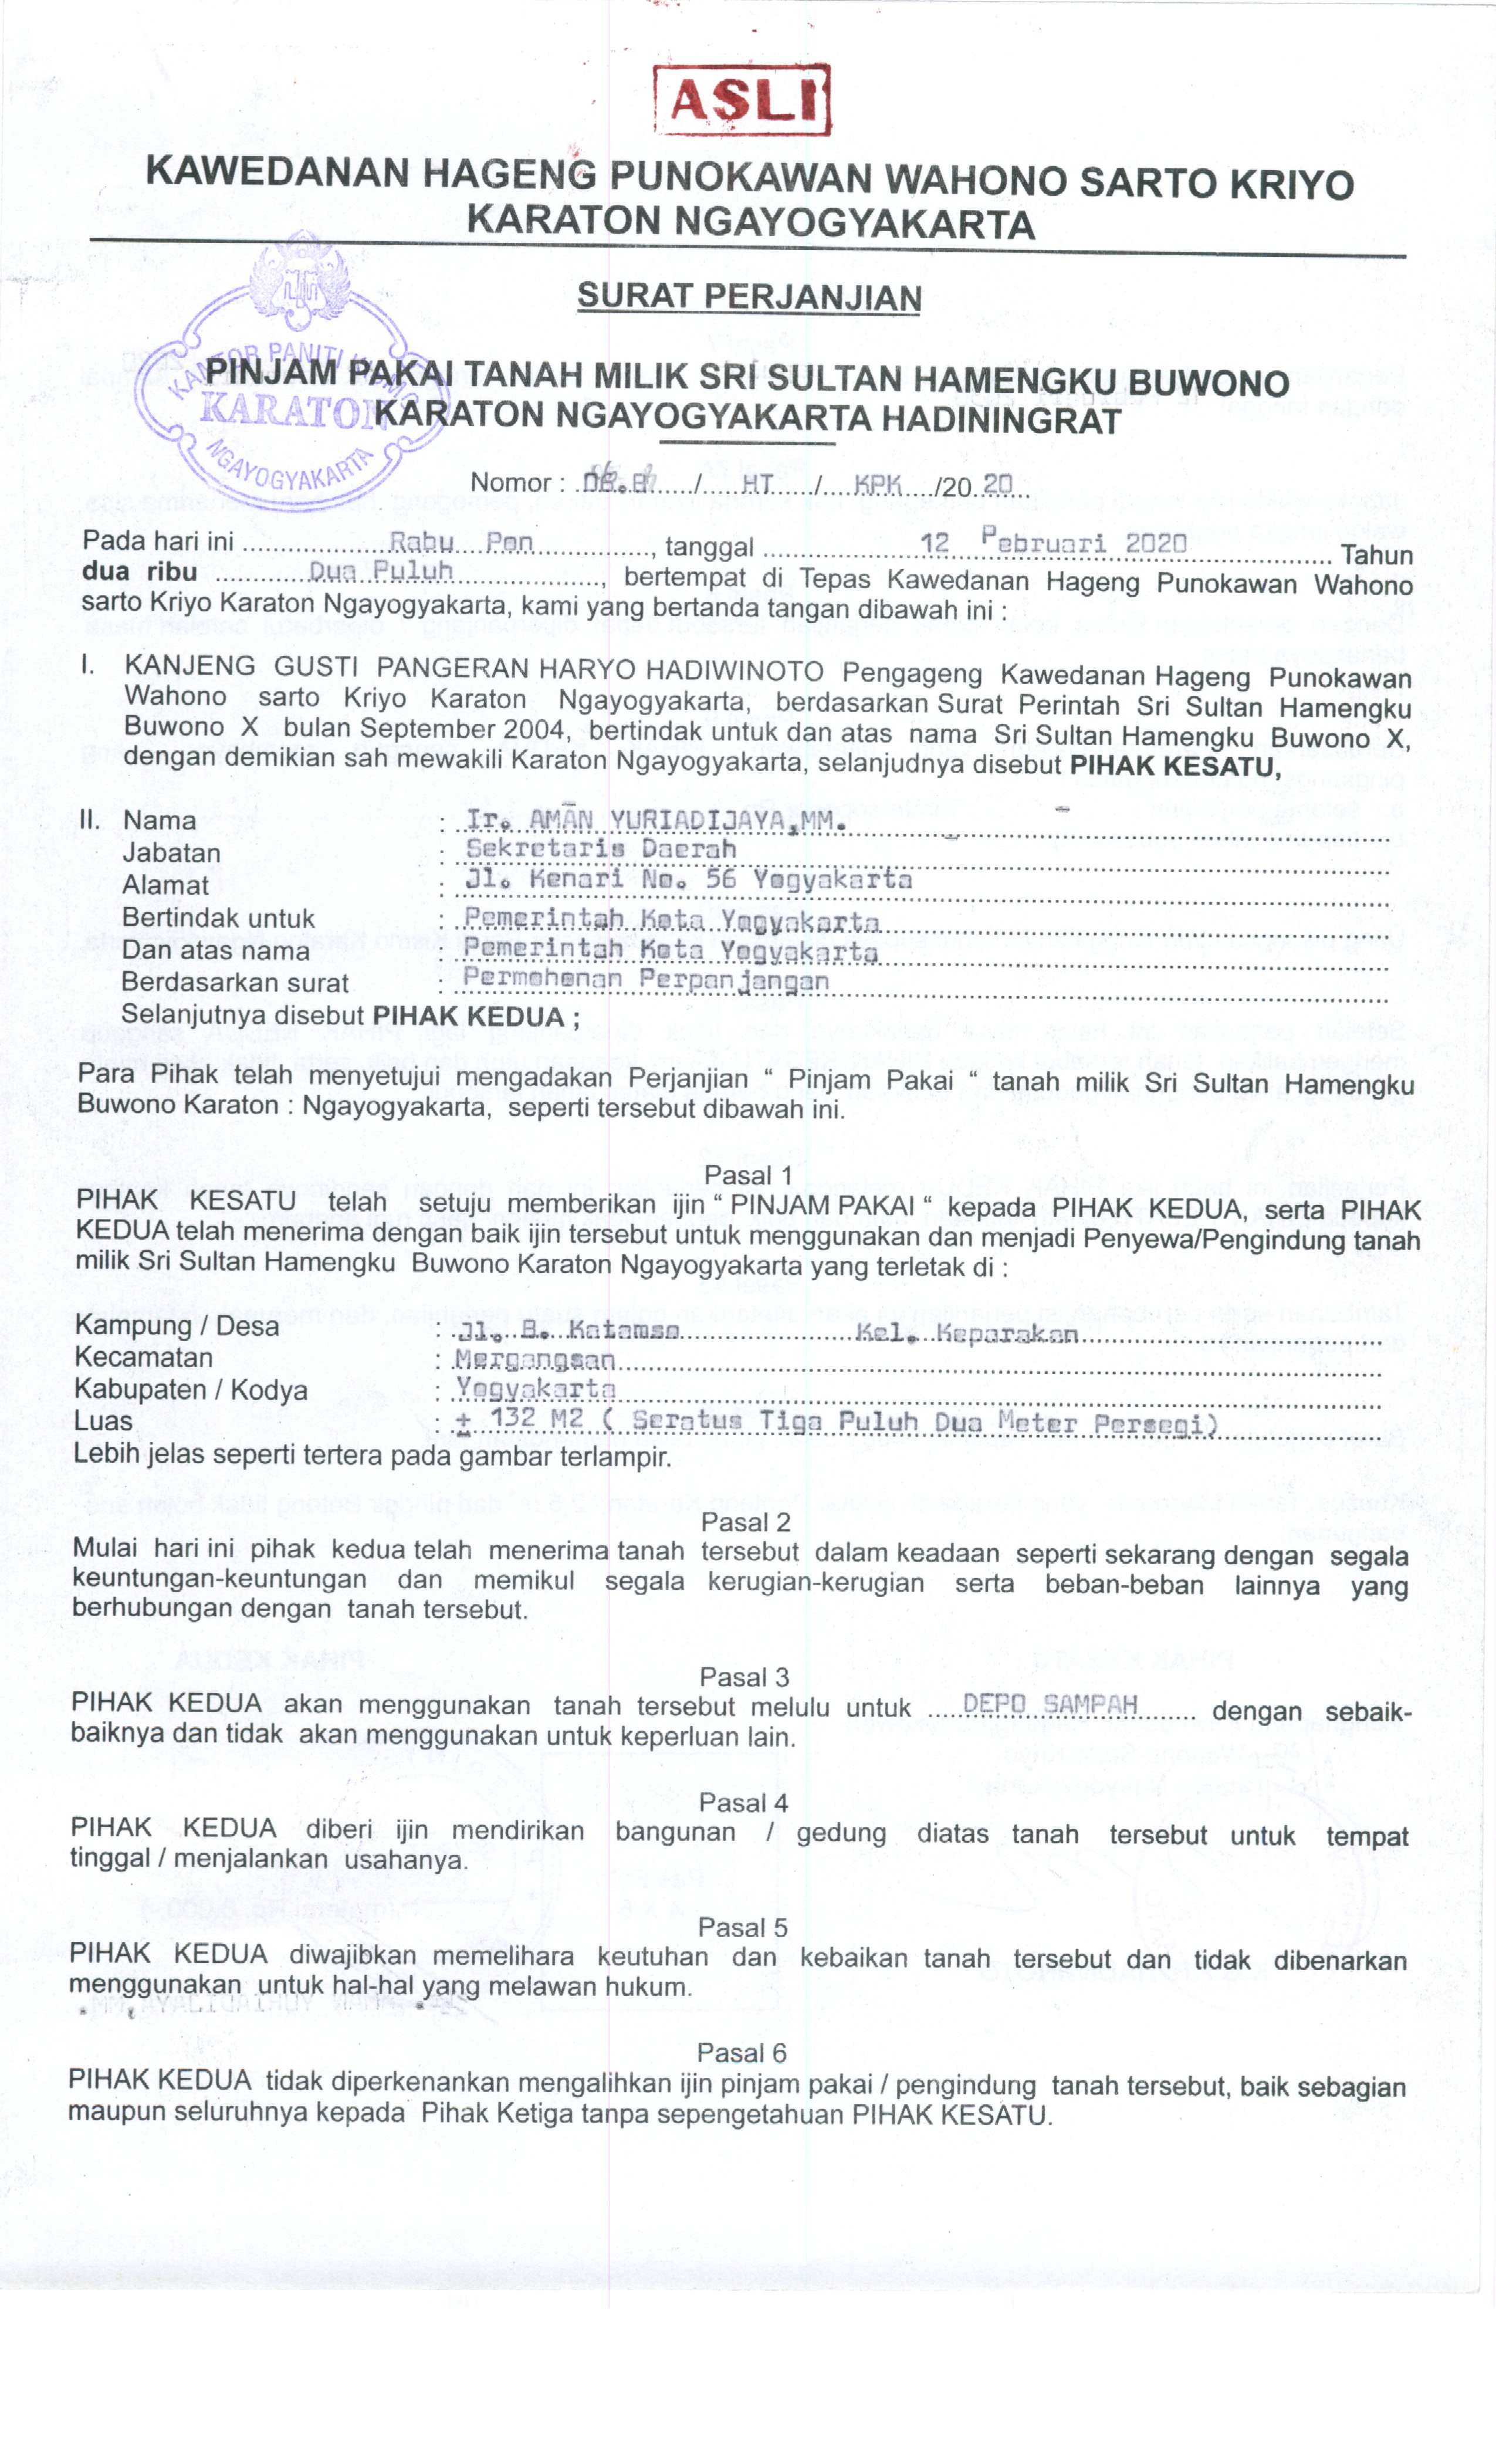 ASLI
KAWEDANAN HAGENG PUNOKAWAN WAHONO SARTO KRIYO
KARATON NGAYOGYAKARTA
SURAT PERJANJIAN
KANTOR PANITI KISMO
KARATON
NGAYOGYAKARTA
PINJAM PAKAI TANAH MILIK SRI SULTAN HAMENGKU BUWONO
KARATON NGAYOGYAKARTA HADININGRAT
Nomor : / HT / KPK /20 20
Pada hari ini Rabu Pon, tanggal 12 Pebruari 2020 Tahun
dua ribu Dua Puluh, bertempat di Tepas Kawedanan Hageng Punokawan Wahono
sarto Kriyo Karaton Ngayogyakarta, kami yang bertanda tangan dibawah ini :
I. KANJENG GUSTI PANGERAN HARYO HADIWINOTO Pengageng Kawedanan Hageng Punokawan
Wahono sarto Kriyo Karaton Ngayogyakarta, berdasarkan Surat Perintah Sri Sultan Hamengku
Buwono X bulan September 2004, bertindak untuk dan atas nama Sri Sultan Hamengku Buwono X,
dengan demikian sah mewakili Karaton Ngayogyakarta, selanjudnya disebut PIHAK KESATU,
II. Nama : Ir. AMAN YURIADIJAYA,MM.
Jabatan : Sekretaris Daerah
Alamat : Jl. Kenari No. 56 Yogyakarta
Bertindak untuk : Pemerintah Kota Yogyakarta
Dan atas nama : Pemerintah Kota Yogyakarta
Berdasarkan surat : Permohonan Perpanjangan
Selanjutnya disebut PIHAK KEDUA ;
Para Pihak telah menyetujui mengadakan Perjanjian “ Pinjam Pakai “ tanah milik Sri Sultan Hamengku
Buwono Karaton : Ngayogyakarta, seperti tersebut dibawah ini.
Pasal 1
PIHAK KESATU telah setuju memberikan ijin “ PINJAM PAKAI “ kepada PIHAK KEDUA, serta PIHAK
KEDUA telah menerima dengan baik ijin tersebut untuk menggunakan dan menjadi Penyewa/Pengindung tanah
milik Sri Sultan Hamengku Buwono Karaton Ngayogyakarta yang terletak di :
Kampung / Desa : Jl. B. Katamso Kel. Keparakan
Kecamatan : Mergangsan
Kabupaten / Kodya : Yogyakarta
Luas : ± 132 M2 ( Seratus Tiga Puluh Dua Meter Persegi)
Lebih jelas seperti tertera pada gambar terlampir.
Pasal 2
Mulai hari ini pihak kedua telah menerima tanah tersebut dalam keadaan seperti sekarang dengan segala
keuntungan-keuntungan dan memikul segala kerugian-kerugian serta beban-beban lainnya yang
berhubungan dengan tanah tersebut.
Pasal 3
PIHAK KEDUA akan menggunakan tanah tersebut melulu untuk DEPO SAMPAH dengan sebaik-
baiknya dan tidak akan menggunakan untuk keperluan lain.
Pasal 4
PIHAK KEDUA diberi ijin mendirikan bangunan / gedung diatas tanah tersebut untuk tempat
tinggal / menjalankan usahanya.
Pasal 5
PIHAK KEDUA diwajibkan memelihara keutuhan dan kebaikan tanah tersebut dan tidak dibenarkan
menggunakan untuk hal-hal yang melawan hukum.
Pasal 6
PIHAK KEDUA tidak diperkenankan mengalihkan ijin pinjam pakai / pengindung tanah tersebut, baik sebagian
maupun seluruhnya kepada Pihak Ketiga tanpa sepengetahuan PIHAK KESATU.